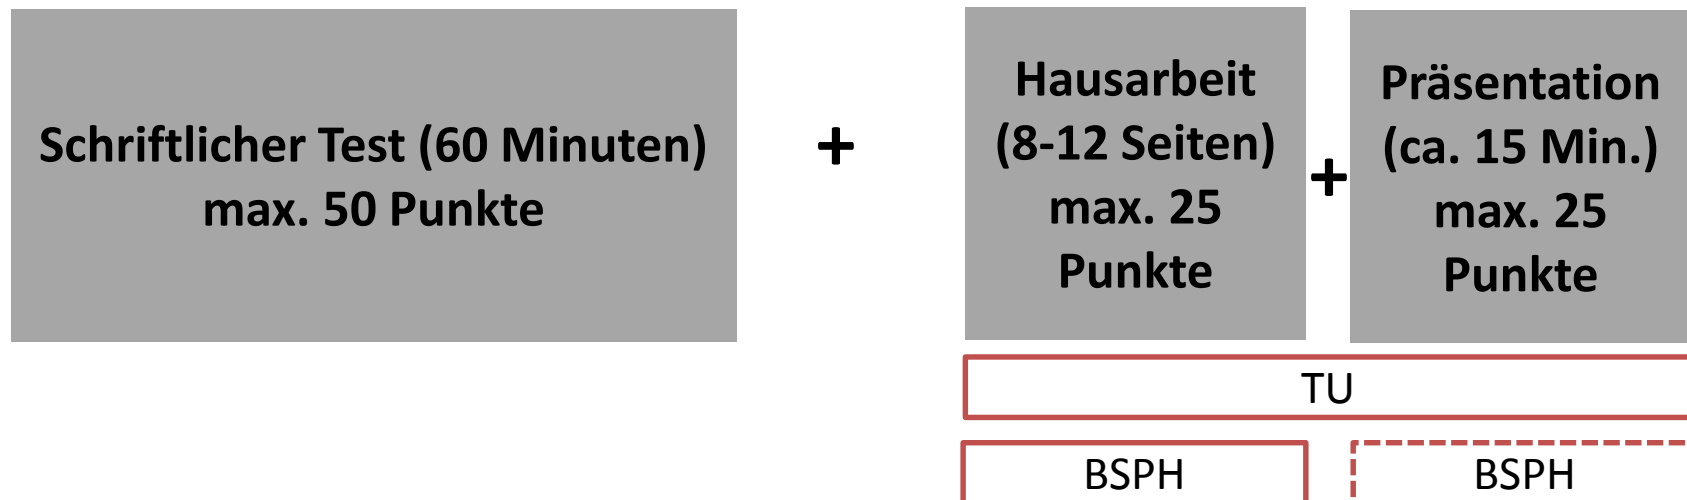 Schriftlicher Test (60 Minuten)
max. 50 Punkte
+
Hausarbeit
(8-12 Seiten)
max. 25
Punkte
+
Präsentation
(ca. 15 Min.)
max. 25
Punkte
TU
BSPH
BSPH